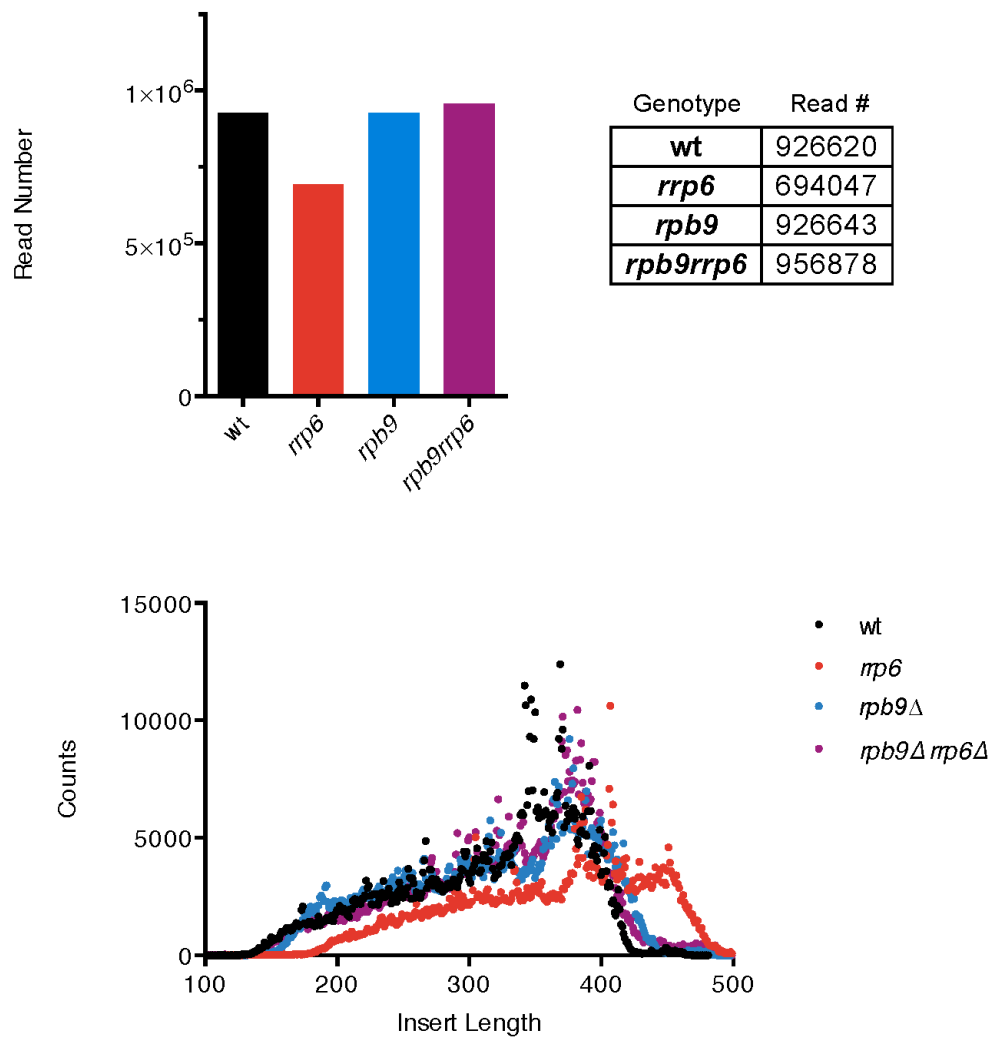 Read Number
1×10⁶
5×10⁵
0
wt
rrp6
rpb9
rpb9rrp6
Genotype Read #
wt 926620
rrp6 694047
rpb9 926643
rpb9rrp6 956878
Counts
15000
10000
5000
0
100 200 300 400 500
Insert Length
wt
rrp6
rpb9Δ
rpb9Δ rrp6Δ